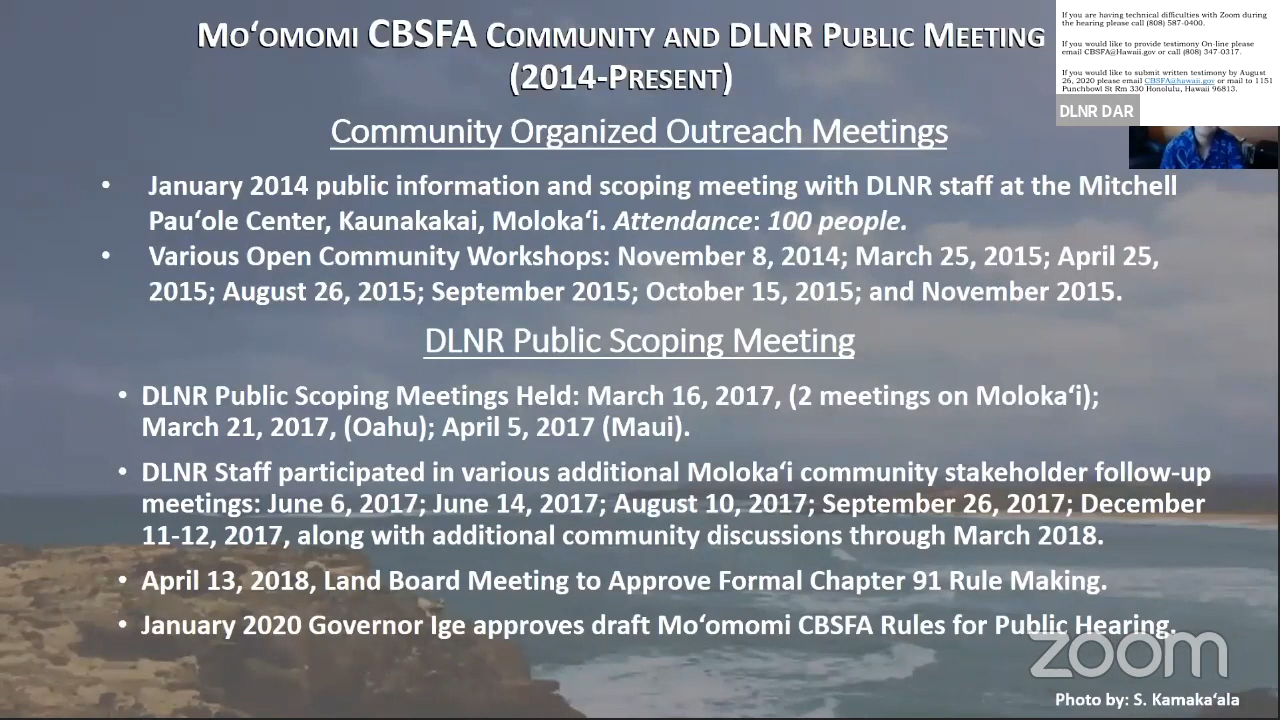 Moʻomomi CBSFA Community and DLNR Public Meeting
(2014-Present)
If you are having technical difficulties with Zoom during
the hearing please call (808) 587-0400.
If you would like to provide testimony On-line please
email CBSFA@Hawaii.gov or call (808) 347-0317.
If you would like to submit written testimony by August
26, 2020 please email CBSFA@hawaii.gov or mail to 1151
Punchbowl St Rm 330 Honolulu, Hawaii 96813.
DLNR DAR
Community Organized Outreach Meetings
• January 2014 public information and scoping meeting with DLNR staff at the Mitchell
Pauʻole Center, Kaunakakai, Molokaʻi. Attendance: 100 people.
• Various Open Community Workshops: November 8, 2014; March 25, 2015; April 25,
2015; August 26, 2015; September 2015; October 15, 2015; and November 2015.
DLNR Public Scoping Meeting
• DLNR Public Scoping Meetings Held: March 16, 2017, (2 meetings on Molokaʻi);
March 21, 2017, (Oahu); April 5, 2017 (Maui).
• DLNR Staff participated in various additional Molokaʻi community stakeholder follow-up
meetings: June 6, 2017; June 14, 2017; August 10, 2017; September 26, 2017; December
11-12, 2017, along with additional community discussions through March 2018.
• April 13, 2018, Land Board Meeting to Approve Formal Chapter 91 Rule Making.
• January 2020 Governor Ige approves draft Moʻomomi CBSFA Rules for Public Hearing.
zoom
Photo by: S. Kamakaʻala